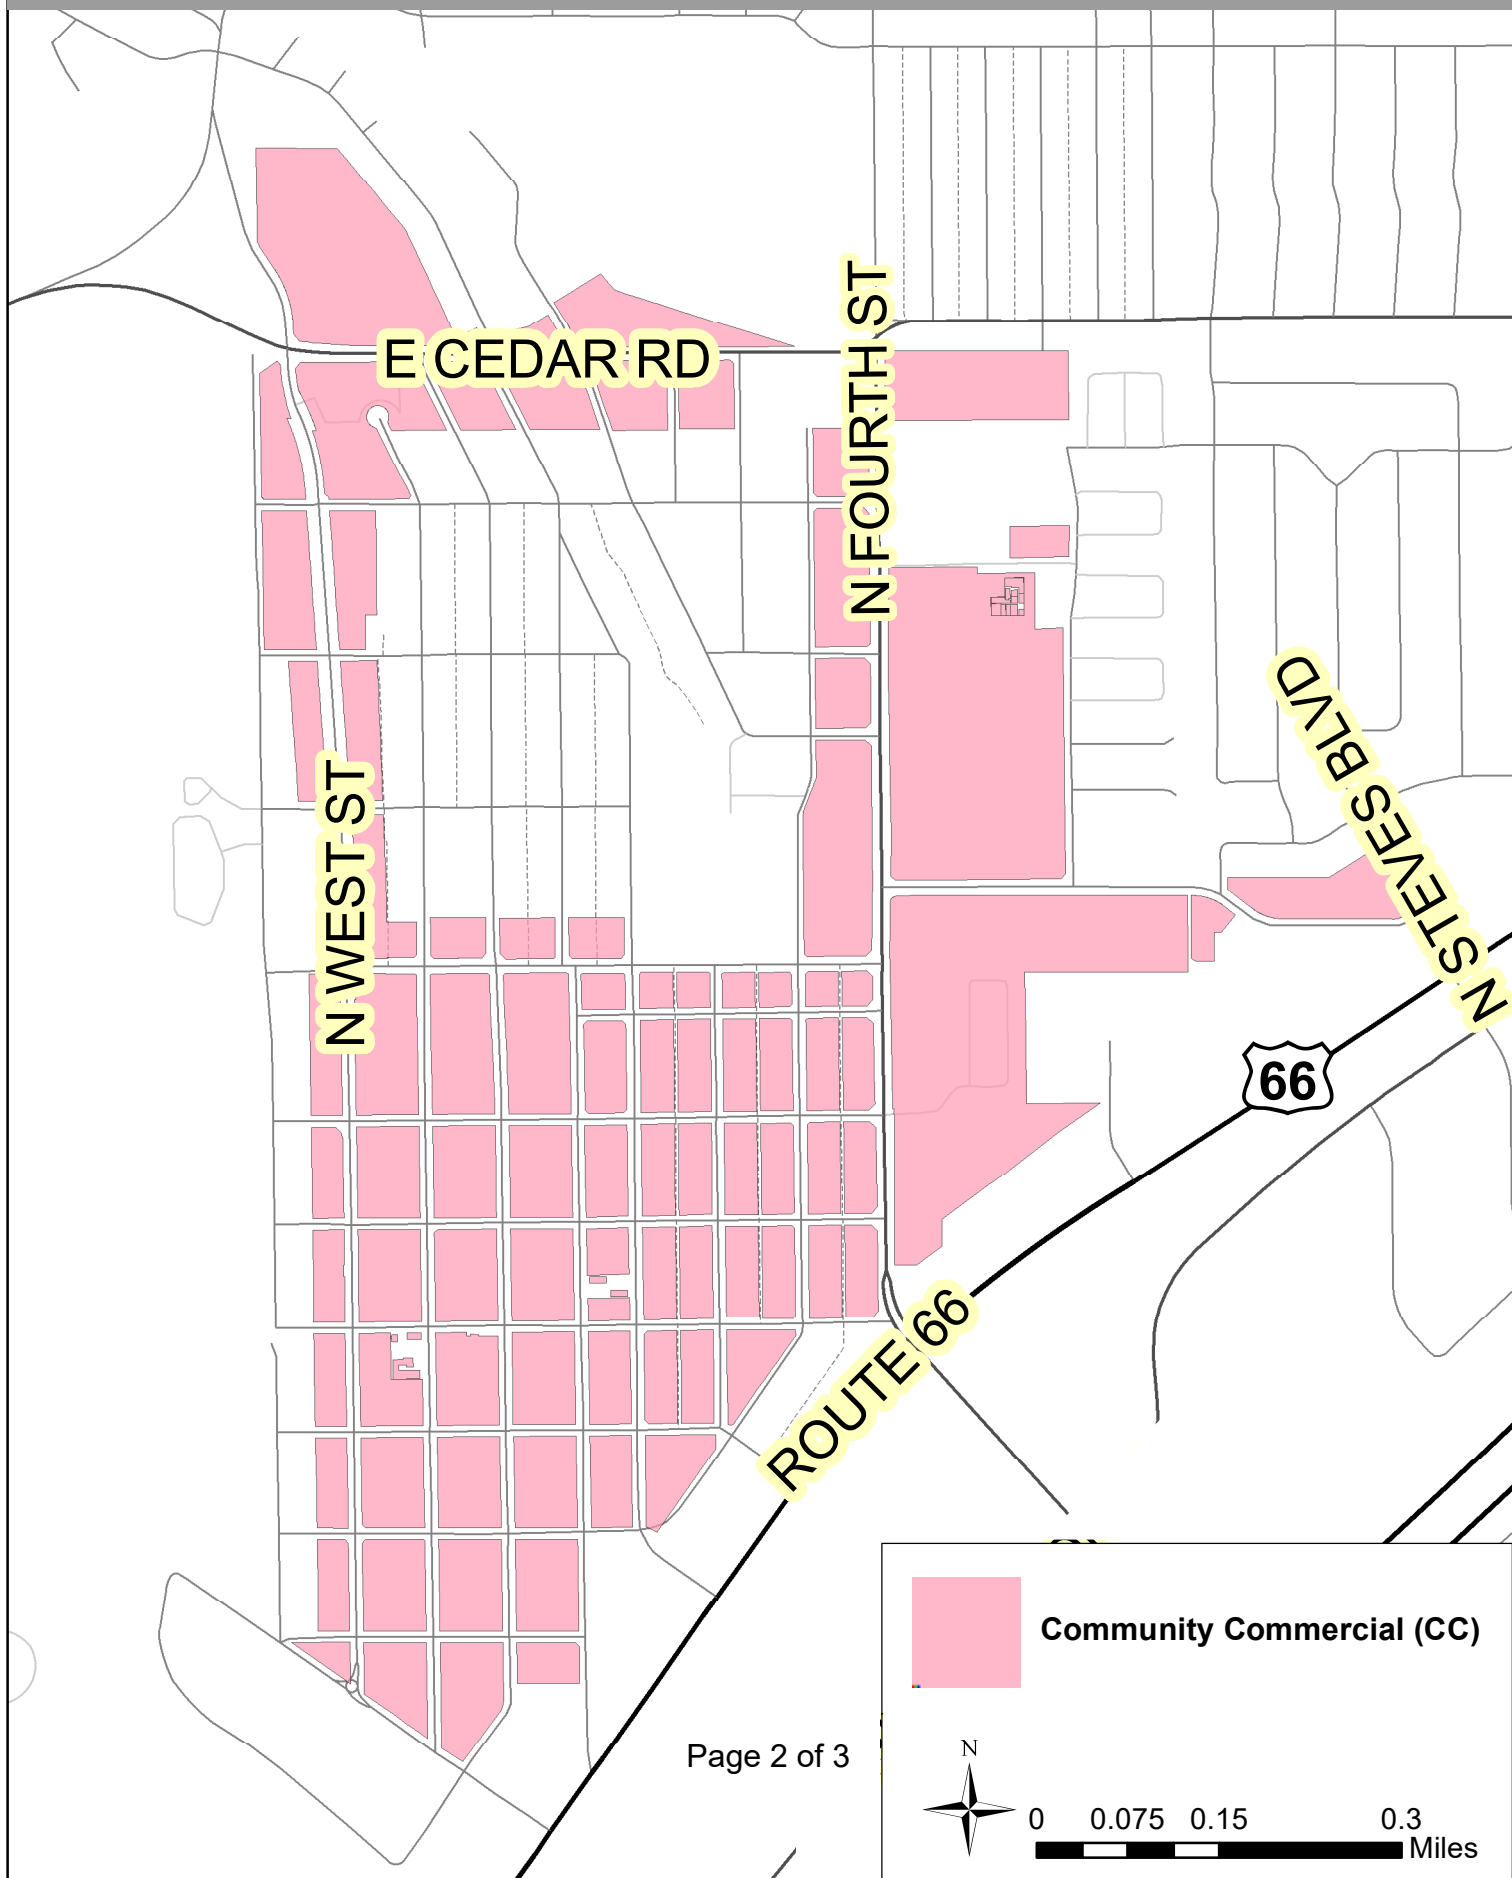 E CEDAR RD
N FOURTH ST
N STEVES BLVD
N WEST ST
66
ROUTE 66
Community Commercial (CC)
Page 2 of 3
N
0 0.075 0.15 0.3
Miles